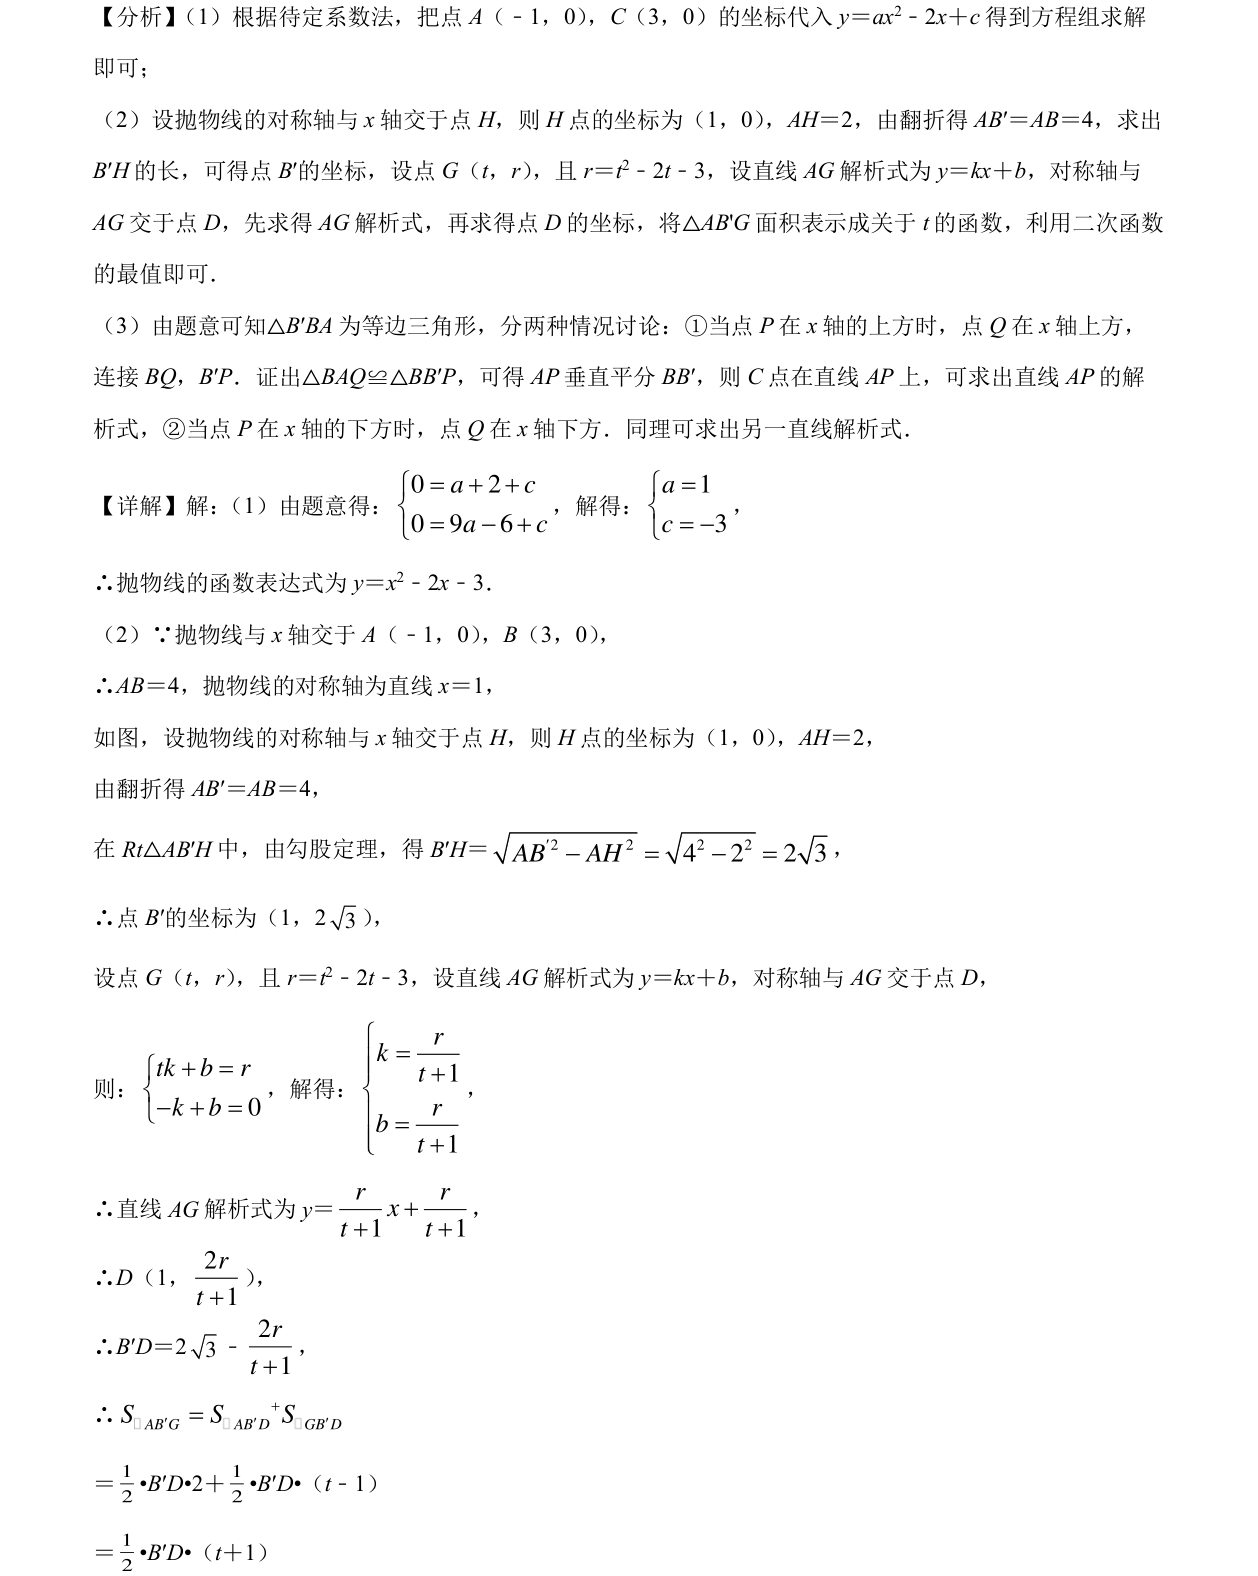 【分析】（1）根据待定系数法，把点 A（﹣1，0），C（3，0）的坐标代入 y＝ax²﹣2x＋c 得到方程组求解
即可；
（2）设抛物线的对称轴与 x 轴交于点 H，则 H 点的坐标为（1，0），AH＝2，由翻折得 AB′＝AB＝4，求出
B′H 的长，可得点 B′的坐标，设点 G（t，r），且 r＝t²﹣2t﹣3，设直线 AG 解析式为 y＝kx＋b，对称轴与
AG 交于点 D，先求得 AG 解析式，再求得点 D 的坐标，将△AB'G 面积表示成关于 t 的函数，利用二次函数
的最值即可．
（3）由题意可知△B′BA 为等边三角形，分两种情况讨论：①当点 P 在 x 轴的上方时，点 Q 在 x 轴上方，
连接 BQ，B′P．证出△BAQ≌△BB′P，可得 AP 垂直平分 BB′，则 C 点在直线 AP 上，可求出直线 AP 的解
析式，②当点 P 在 x 轴的下方时，点 Q 在 x 轴下方．同理可求出另一直线解析式．
【详解】解：（1）由题意得：{0＝a＋2＋c 0＝9a－6＋c，解得：{a＝1 c＝－3，
∴抛物线的函数表达式为 y＝x²﹣2x﹣3．
（2）∵抛物线与 x 轴交于 A（﹣1，0），B（3，0），
∴AB＝4，抛物线的对称轴为直线 x＝1，
如图，设抛物线的对称轴与 x 轴交于点 H，则 H 点的坐标为（1，0），AH＝2，
由翻折得 AB′＝AB＝4，
在 Rt△AB′H 中，由勾股定理，得 B′H＝√(AB′²－AH²)＝√(4²－2²)＝2√3，
∴点 B′的坐标为（1，2√3），
设点 G（t，r），且 r＝t²﹣2t﹣3，设直线 AG 解析式为 y＝kx＋b，对称轴与 AG 交于点 D，
则：{tk＋b＝r －k＋b＝0，解得：{k＝r/(t＋1) b＝r/(t＋1)，
∴直线 AG 解析式为 y＝r/(t＋1) x＋r/(t＋1)，
∴D（1，2r/(t＋1)），
∴B′D＝2√3﹣2r/(t＋1)，
∴S□AB′G＝S□AB′D＋S□GB′D
＝1/2•B′D•2＋1/2•B′D•（t﹣1）
＝1/2•B′D•（t＋1）